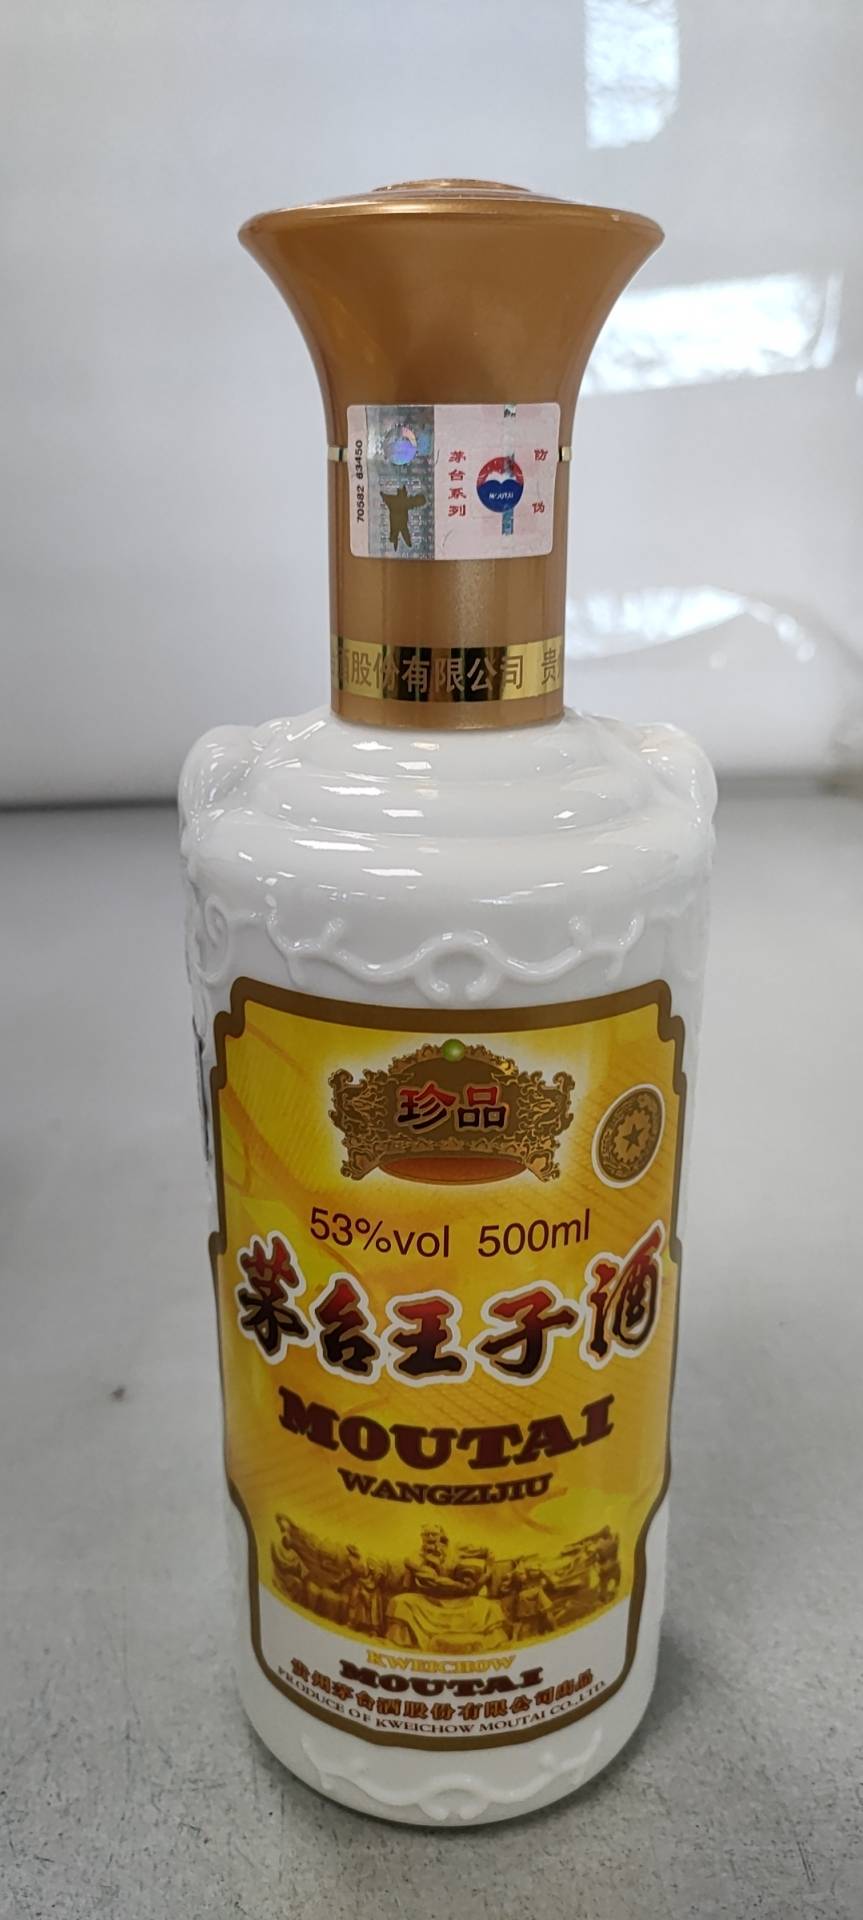 70582 63450
茅台系列
MOUTAI
防伪
酒股份有限公司 贵
珍品
53%vol 500ml
茅台王子酒
MOUTAI
WANGZIJIU
KWEICHOW
MOUTAI
贵州茅台酒股份有限公司出品
PRODUCE OF KWEICHOW MOUTAI CO.,LTD.